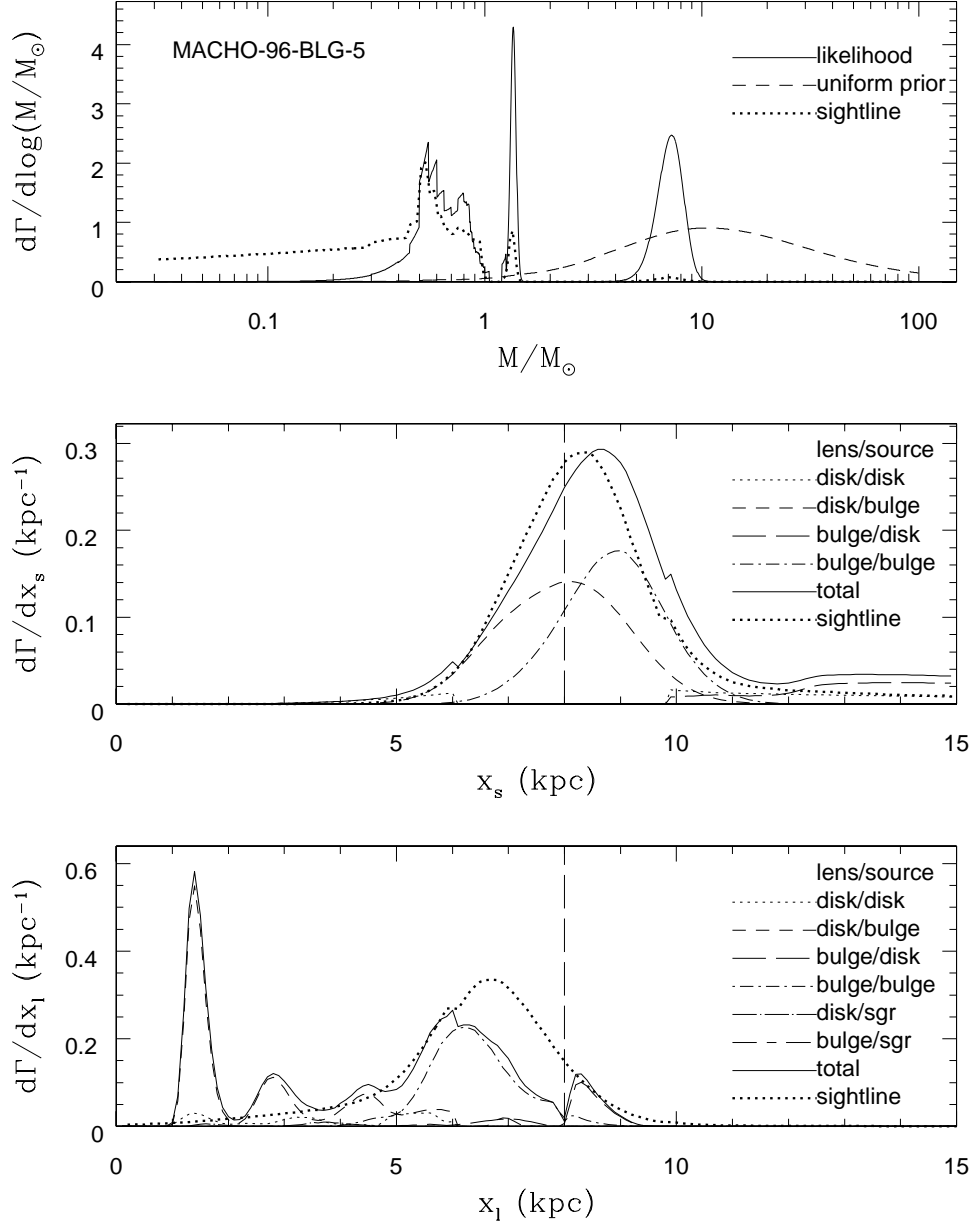 MACHO-96-BLG-5
likelihood
uniform prior
sightline
dΓ/dlog(M/M⊙)
4
3
2
1
0
0.1 1 10 100
M/M⊙
lens/source
disk/disk
disk/bulge
bulge/disk
bulge/bulge
total
sightline
dΓ/dx_s (kpc⁻¹)
0.3
0.2
0.1
0
0 5 10 15
x_s (kpc)
lens/source
disk/disk
disk/bulge
bulge/disk
bulge/bulge
disk/sgr
bulge/sgr
total
sightline
dΓ/dx_l (kpc⁻¹)
0.6
0.4
0.2
0
0 5 10 15
x_l (kpc)